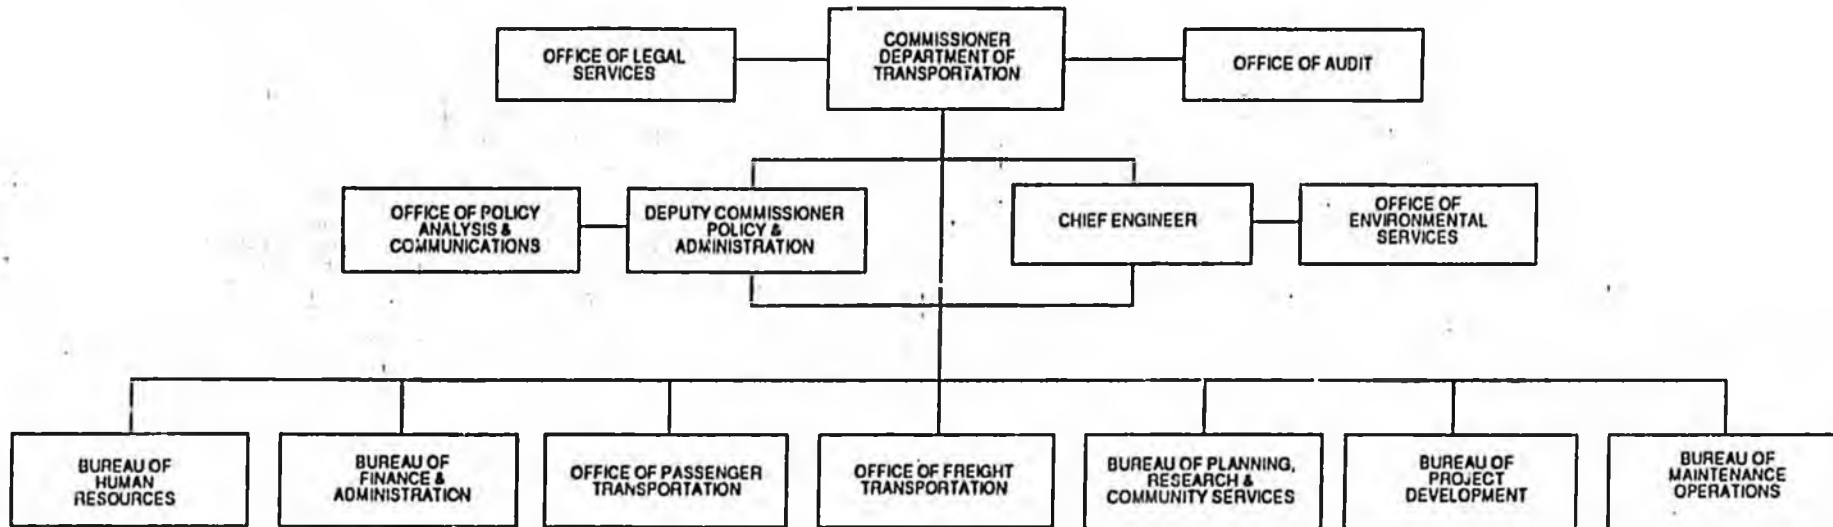 OFFICE OF LEGAL
SERVICES
COMMISSIONER
DEPARTMENT OF
TRANSPORTATION
OFFICE OF AUDIT
OFFICE OF POLICY
ANALYSIS &
COMMUNICATIONS
DEPUTY COMMISSIONER
POLICY &
ADMINISTRATION
CHIEF ENGINEER
OFFICE OF
ENVIRONMENTAL
SERVICES
BUREAU OF
HUMAN
RESOURCES
BUREAU OF
FINANCE &
ADMINISTRATION
OFFICE OF PASSENGER
TRANSPORTATION
OFFICE OF FREIGHT
TRANSPORTATION
BUREAU OF PLANNING,
RESEARCH &
COMMUNITY SERVICES
BUREAU OF
PROJECT
DEVELOPMENT
BUREAU OF
MAINTENANCE
OPERATIONS